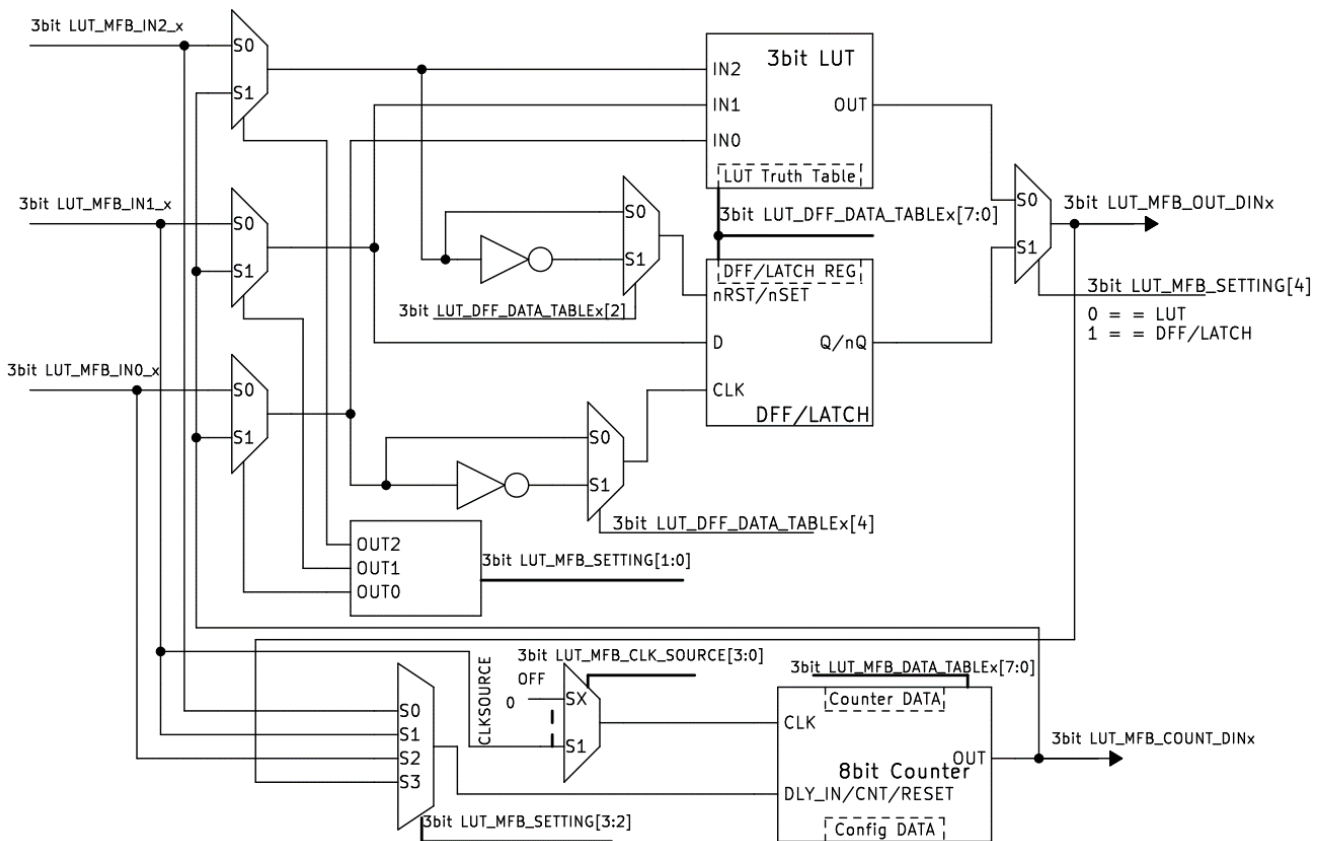 3bit LUT_MFB_IN2_x
S0
S1
3bit LUT
IN2
IN1
OUT
IN0
LUT Truth Table
3bit LUT_MFB_IN1_x
S0
S1
S0
S1
3bit LUT_DFF_DATA_TABLEx[2]
3bit LUT_DFF_DATA_TABLEx[7:0]
DFF/LATCH REG
nRST/nSET
D
Q/nQ
CLK
DFF/LATCH
S0
S1
3bit LUT_MFB_OUT_DINx
3bit LUT_MFB_SETTING[4]
0 = = LUT
1 = = DFF/LATCH
3bit LUT_MFB_IN0_x
S0
S1
S0
S1
3bit LUT_DFF_DATA_TABLEx[4]
OUT2
OUT1
OUT0
3bit LUT_MFB_SETTING[1:0]
3bit LUT_MFB_CLK_SOURCE[3:0]
CLKSOURCE
OFF
0
SX
S1
3bit LUT_MFB_DATA_TABLEx[7:0]
Counter DATA
CLK
OUT
8bit Counter
DLY_IN/CNT/RESET
Config DATA
3bit LUT_MFB_COUNT_DINx
S0
S1
S2
S3
3bit LUT_MFB_SETTING[3:2]